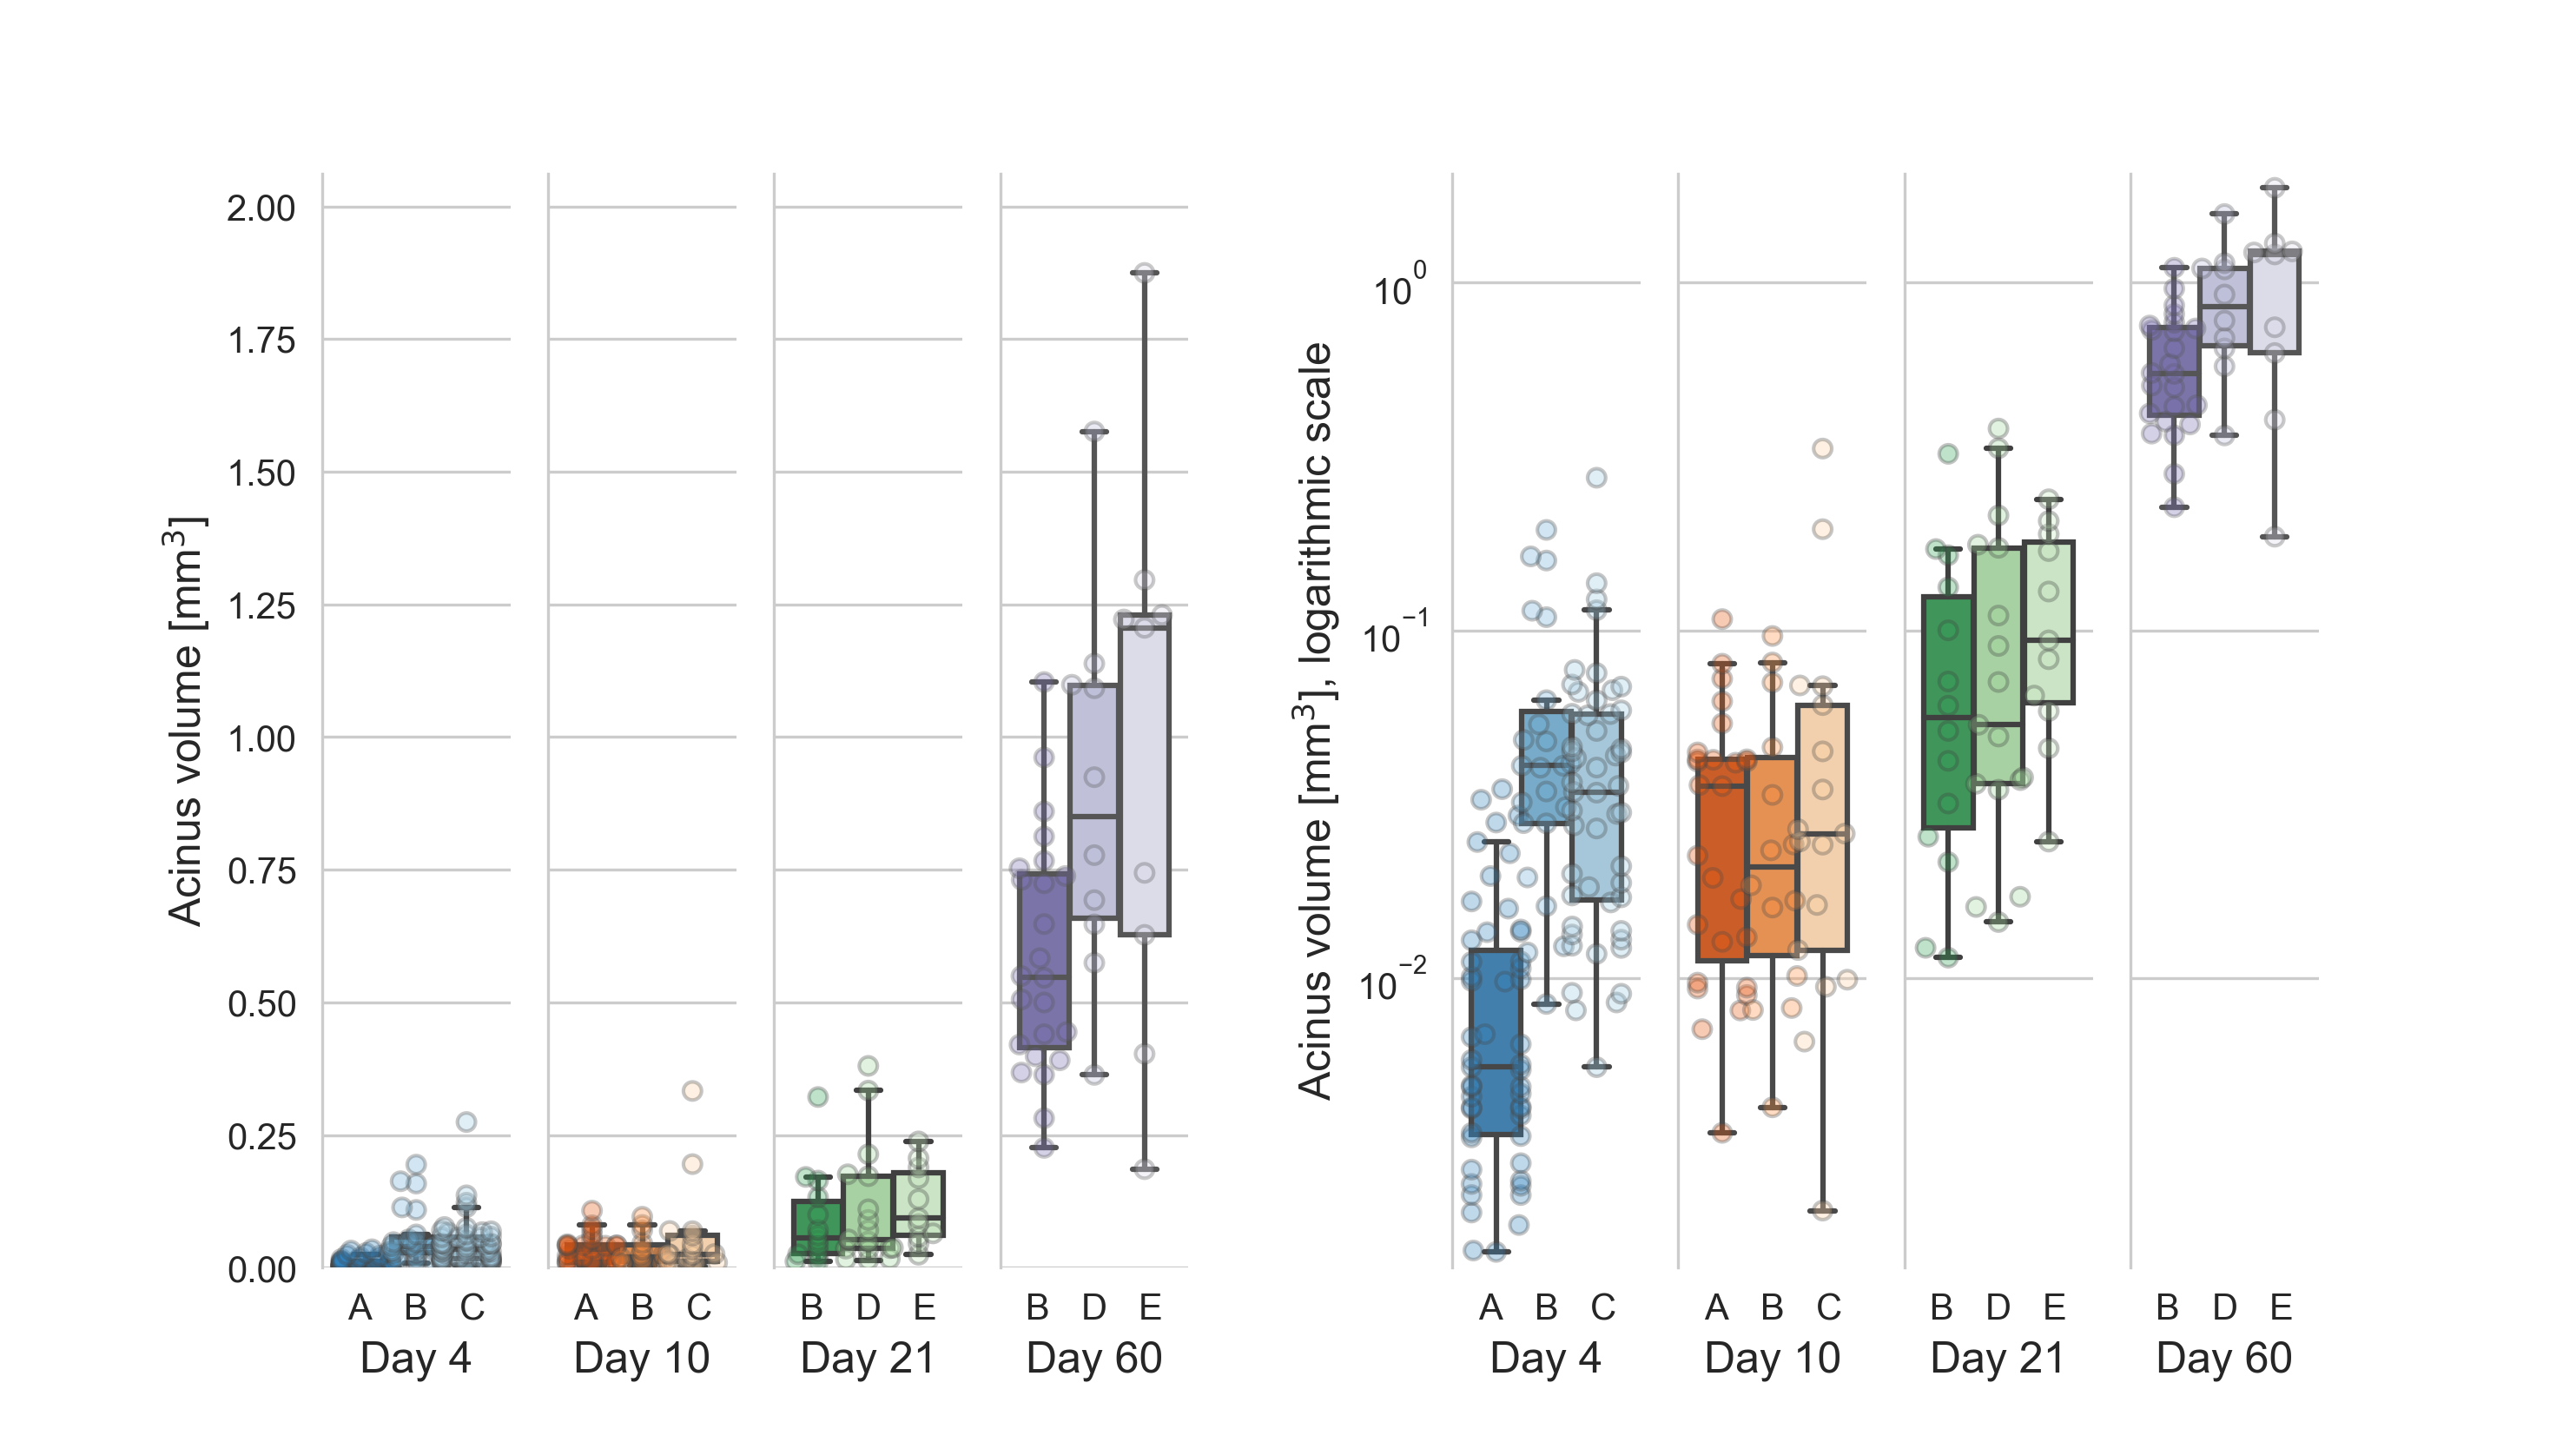 Acinus volume [mm³]
2.00
1.75
1.50
1.25
1.00
0.75
0.50
0.25
0.00
A B C
Day 4
A B C
Day 10
B D E
Day 21
B D E
Day 60
Acinus volume [mm³], logarithmic scale
10⁰
10⁻¹
10⁻²
A B C
Day 4
A B C
Day 10
B D E
Day 21
B D E
Day 60